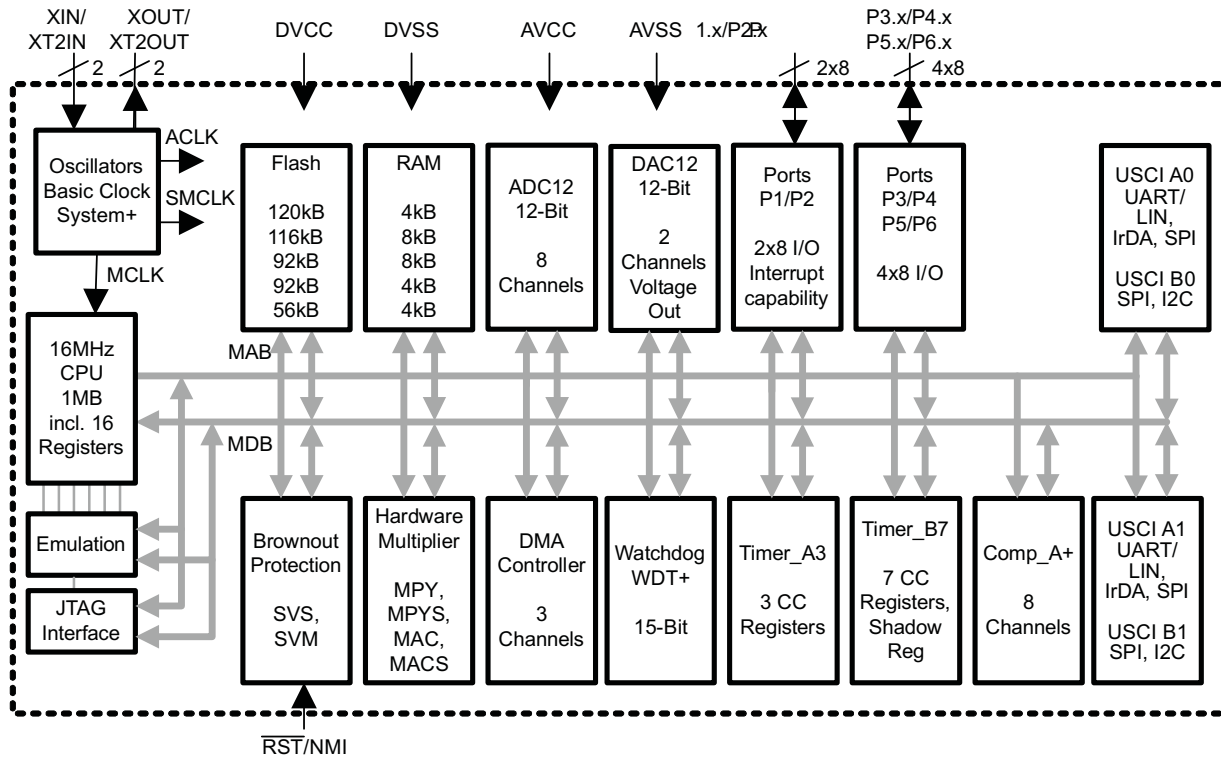 XIN/
XT2IN
XOUT/
XT2OUT
DVCC
DVSS
AVCC
AVSS
1.x/P2.x
P3.x/P4.x
P5.x/P6.x
2
2
2x8
4x8
Oscillators
Basic Clock
System+
ACLK
SMCLK
MCLK
Flash
120kB
116kB
92kB
92kB
56kB
RAM
4kB
8kB
8kB
4kB
4kB
ADC12
12-Bit
8
Channels
DAC12
12-Bit
2
Channels
Voltage
Out
Ports
P1/P2
2x8 I/O
Interrupt
capability
Ports
P3/P4
P5/P6
4x8 I/O
USCI A0
UART/
LIN,
IrDA, SPI
USCI B0
SPI, I2C
16MHz
CPU
1MB
incl. 16
Registers
MAB
MDB
Emulation
JTAG
Interface
Brownout
Protection
SVS,
SVM
Hardware
Multiplier
MPY,
MPYS,
MAC,
MACS
DMA
Controller
3
Channels
Watchdog
WDT+
15-Bit
Timer_A3
3 CC
Registers
Timer_B7
7 CC
Registers,
Shadow
Reg
Comp_A+
8
Channels
USCI A1
UART/
LIN,
IrDA, SPI
USCI B1
SPI, I2C
RST/NMI